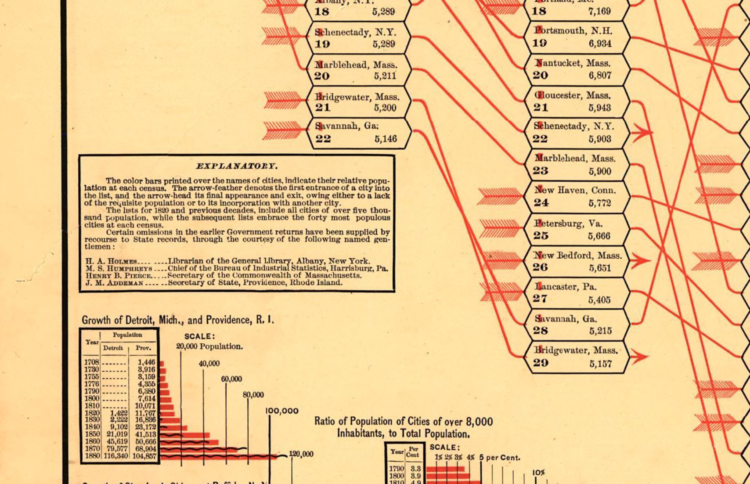 Albany, N.Y.
18 5,289
Schenectady, N.Y.
19 5,289
Marblehead, Mass.
20 5,211
Bridgewater, Mass.
21 5,200
Savannah, Ga.
22 5,146
18 7,169
Portsmouth, N.H.
19 6,934
Nantucket, Mass.
20 6,807
Gloucester, Mass.
21 5,943
Schenectady, N.Y.
22 5,903
Marblehead, Mass.
23 5,900
New Haven, Conn.
24 5,772
Petersburg, Va.
25 5,666
New Bedford, Mass.
26 5,651
Lancaster, Pa.
27 5,405
Savannah, Ga.
28 5,215
Bridgewater, Mass.
29 5,157
EXPLANATORY.
The color bars printed over the names of cities, indicate their relative popu-
lation at each census. The arrow-feather denotes the first entrance of a city into
the list, and the arrow-head its final appearance and exit, owing either to a lack
of the requisite population or to its incorporation with another city.
The lists for 1820 and previous decades, include all cities of over five thou-
sand population, while the subsequent lists embrace the forty most populous
cities at each census.
Certain omissions in the earlier Government returns have been supplied by
recourse to State records, through the courtesy of the following named gen-
tlemen:
H. A. HOLMES........Librarian of the General Library, Albany, New York.
M. S. HUMPHREYS....Chief of the Bureau of Industrial Statistics, Harrisburg, Pa.
HENRY B. PIERCE....Secretary of the Commonwealth of Massachusetts.
J. M. ADDEMAN......Secretary of State, Providence, Rhode Island.
Growth of Detroit, Mich., and Providence, R. I.
Year Population
Detroit Prov.
SCALE:
20,000 Population.
40,000
60,000
80,000
100,000
120,000
1708 1,446
1730 3,916
1755 3,159
1776 4,355
1790 6,380
1800 7,614
1810 10,071
1820 1,422 11,767
1830 2,222 16,836
1840 9,102 23,172
1850 21,019 41,513
1860 45,619 50,666
1870 79,577 68,904
1880 116,340 104,857
Ratio of Population of Cities of over 8,000
Inhabitants, to Total Population.
Year Per Cent
SCALE:
1% 2% 3% 4% 5 per Cent. 10%
1790 3.3
1800 3.9
1810 4.9